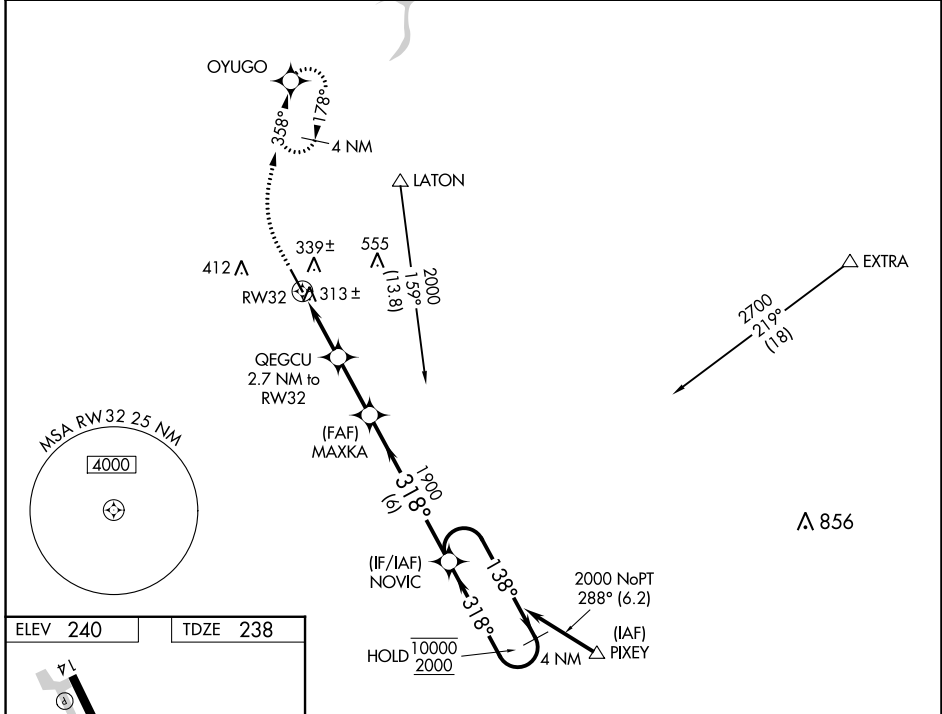 OYUGO
358°
178°
4 NM
LATON
2000
159°
(13.8)
EXTRA
2700
219°
(18)
412
339±
555
RW32
313±
QEGCU
2.7 NM to
RW32
(FAF)
MAXKA
1900
318°
(6)
MSA RW32 25 NM
4000
856
(IF/IAF)
NOVIC
138°
318°
2000 NoPT
288° (6.2)
(IAF)
PIXEY
HOLD
10000
2000
4 NM
ELEV 240
TDZE 238
14
P